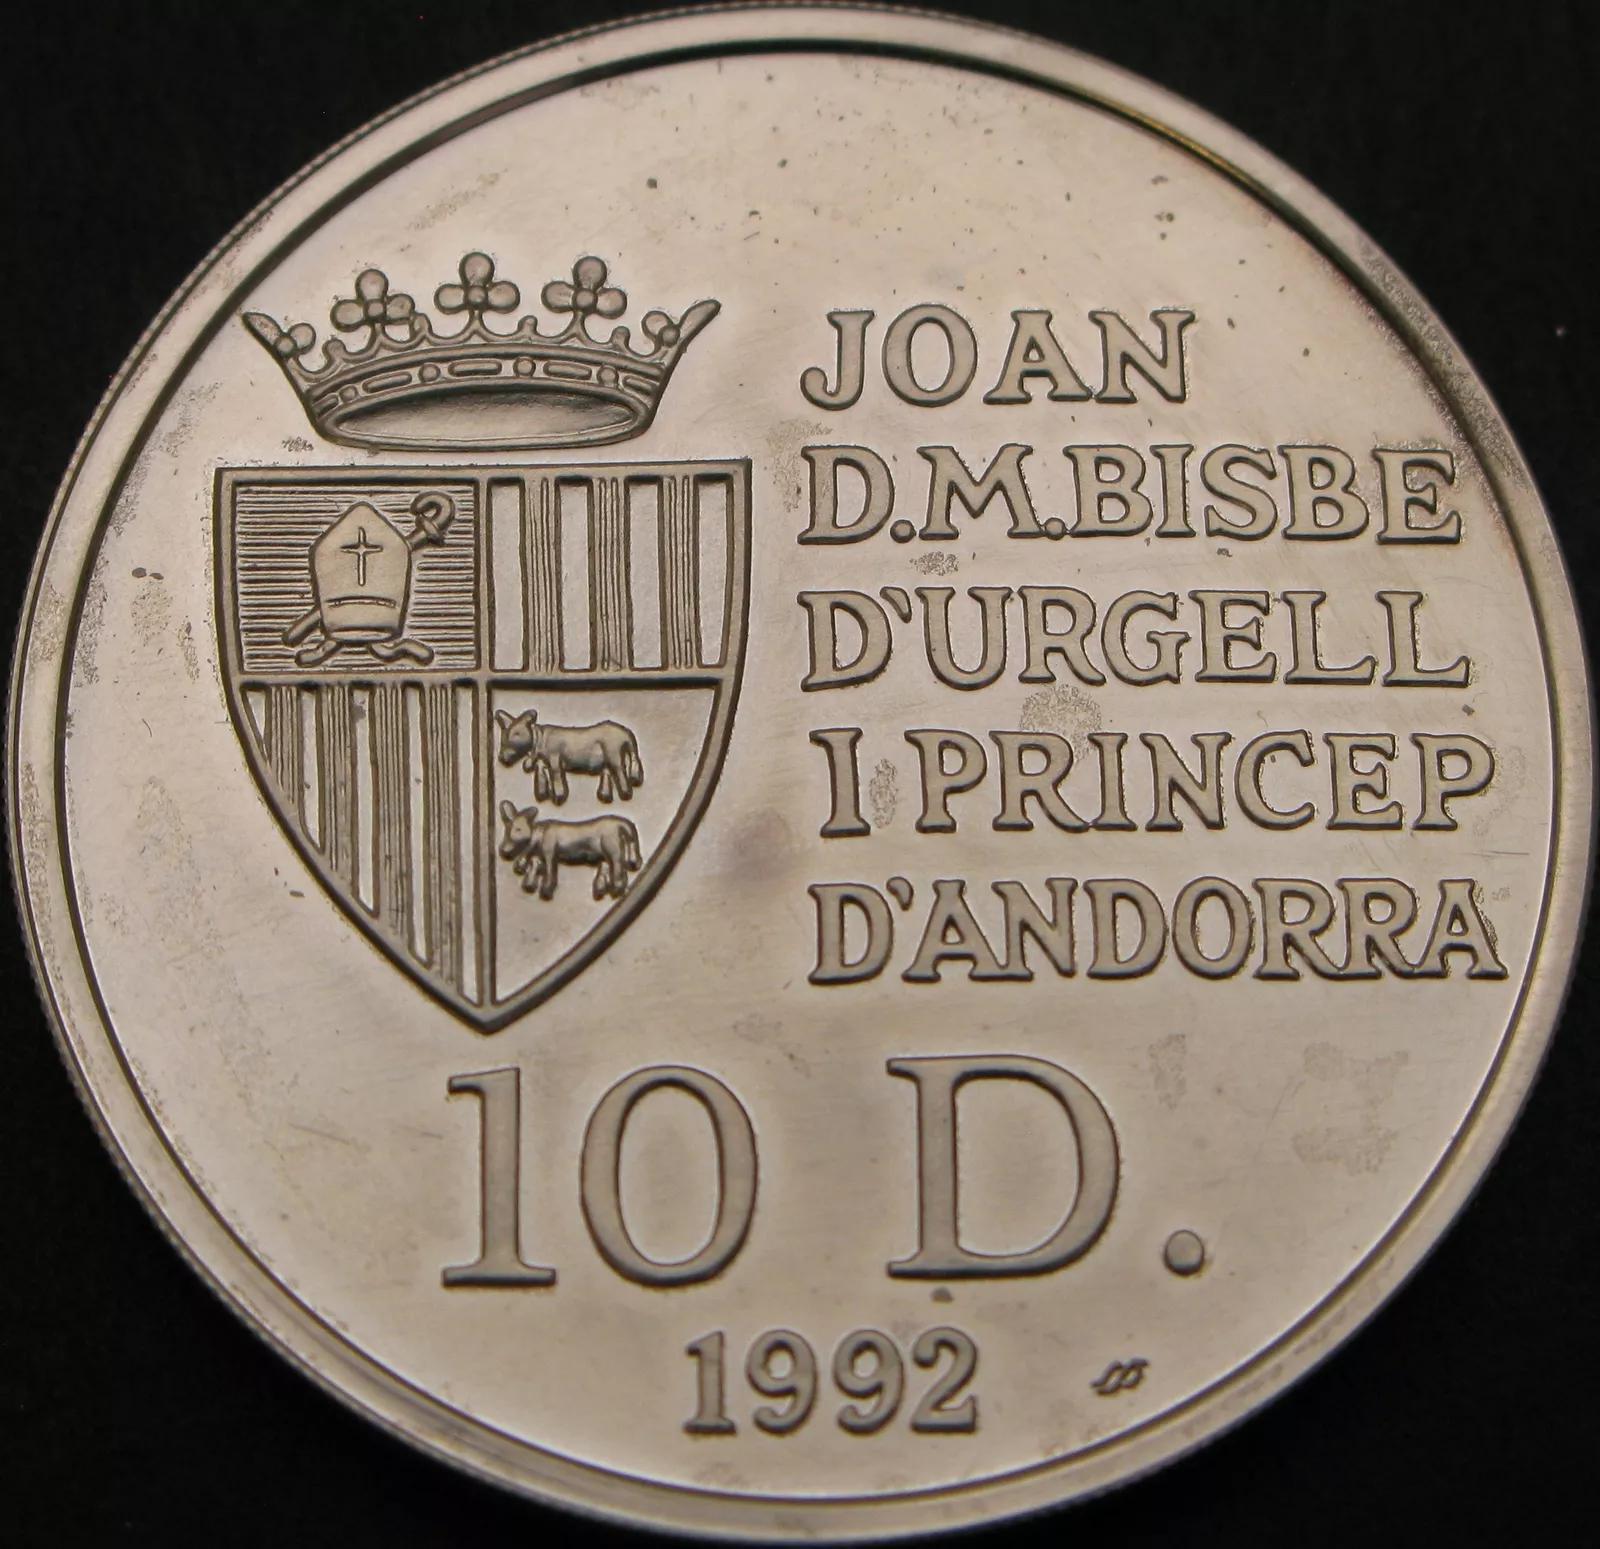 JOAN
D.M.BISBE
D'URGELL
I PRINCEP
D'ANDORRA
10 D.
1992